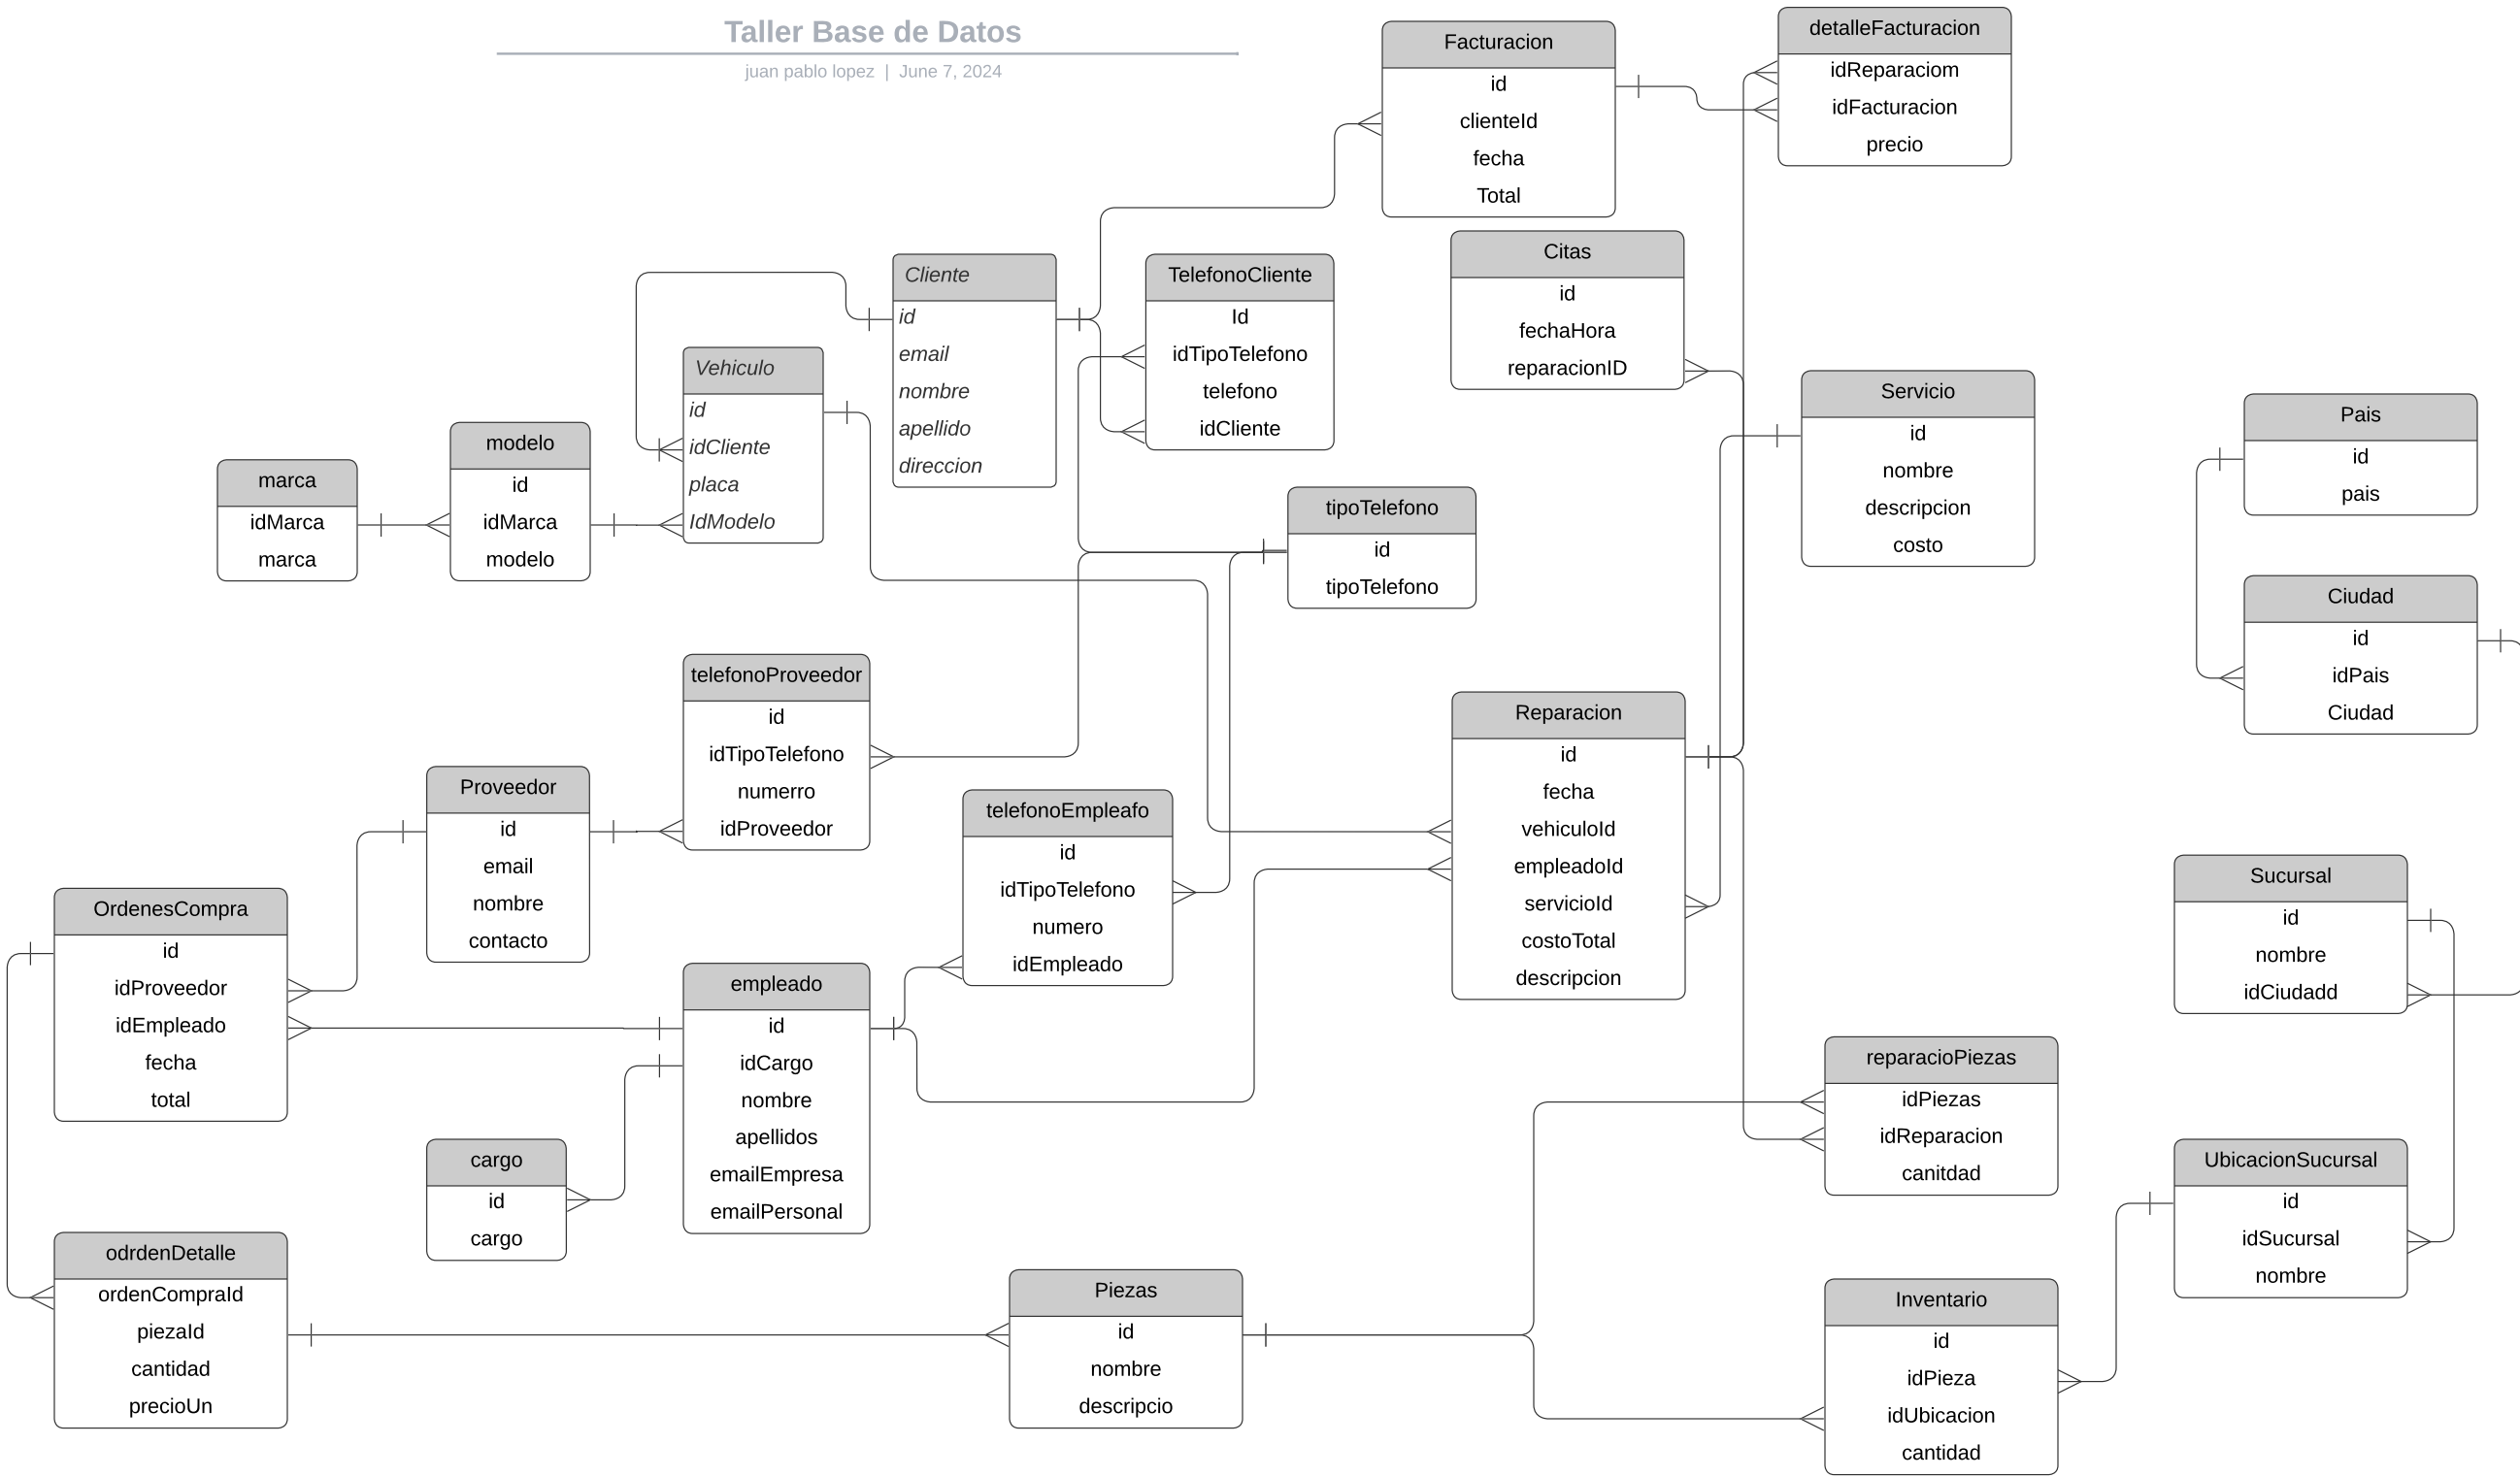 Taller Base de Datos
juan pablo lopez | June 7, 2024
Facturacion
id
clienteId
fecha
Total
detalleFacturacion
idReparaciom
idFacturacion
precio
Citas
id
fechaHora
reparacionID
Cliente
id
email
nombre
apellido
direccion
TelefonoCliente
Id
idTipoTelefono
telefono
idCliente
Vehiculo
id
idCliente
placa
IdModelo
modelo
id
idMarca
modelo
marca
idMarca
marca
tipoTelefono
id
tipoTelefono
Servicio
id
nombre
descripcion
costo
Pais
id
pais
Ciudad
id
idPais
Ciudad
telefonoProveedor
id
idTipoTelefono
numerro
idProveedor
Proveedor
id
email
nombre
contacto
telefonoEmpleafo
id
idTipoTelefono
numero
idEmpleado
Reparacion
id
fecha
vehiculoId
empleadoId
servicioId
costoTotal
descripcion
Sucursal
id
nombre
idCiudadd
OrdenesCompra
id
idProveedor
idEmpleado
fecha
total
empleado
id
idCargo
nombre
apellidos
emailEmpresa
emailPersonal
cargo
id
cargo
reparacioPiezas
idPiezas
idReparacion
canitdad
UbicacionSucursal
id
idSucursal
nombre
odrdenDetalle
ordenCompraId
piezaId
cantidad
precioUn
Piezas
id
nombre
descripcio
Inventario
id
idPieza
idUbicacion
cantidad